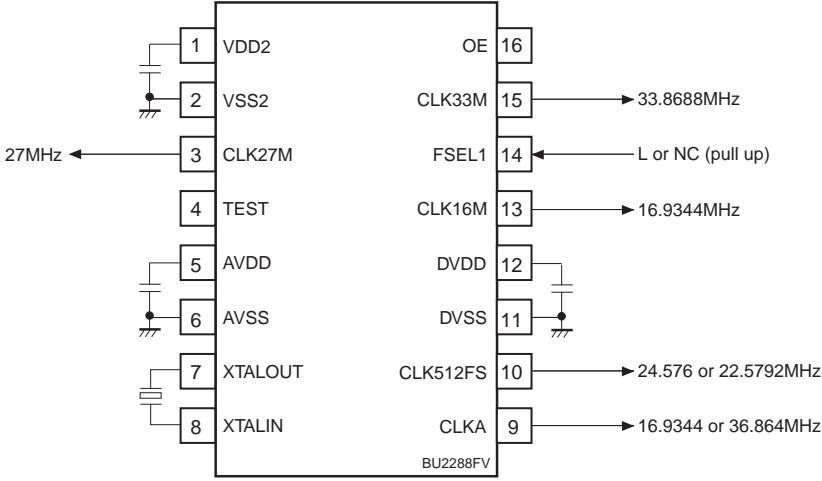 1 VDD2 OE 16
2 VSS2 CLK33M 15 33.8688MHz
27MHz 3 CLK27M FSEL1 14 L or NC (pull up)
4 TEST CLK16M 13 16.9344MHz
5 AVDD DVDD 12
6 AVSS DVSS 11
7 XTALOUT CLK512FS 10 24.576 or 22.5792MHz
8 XTALIN CLKA 9 16.9344 or 36.864MHz
BU2288FV